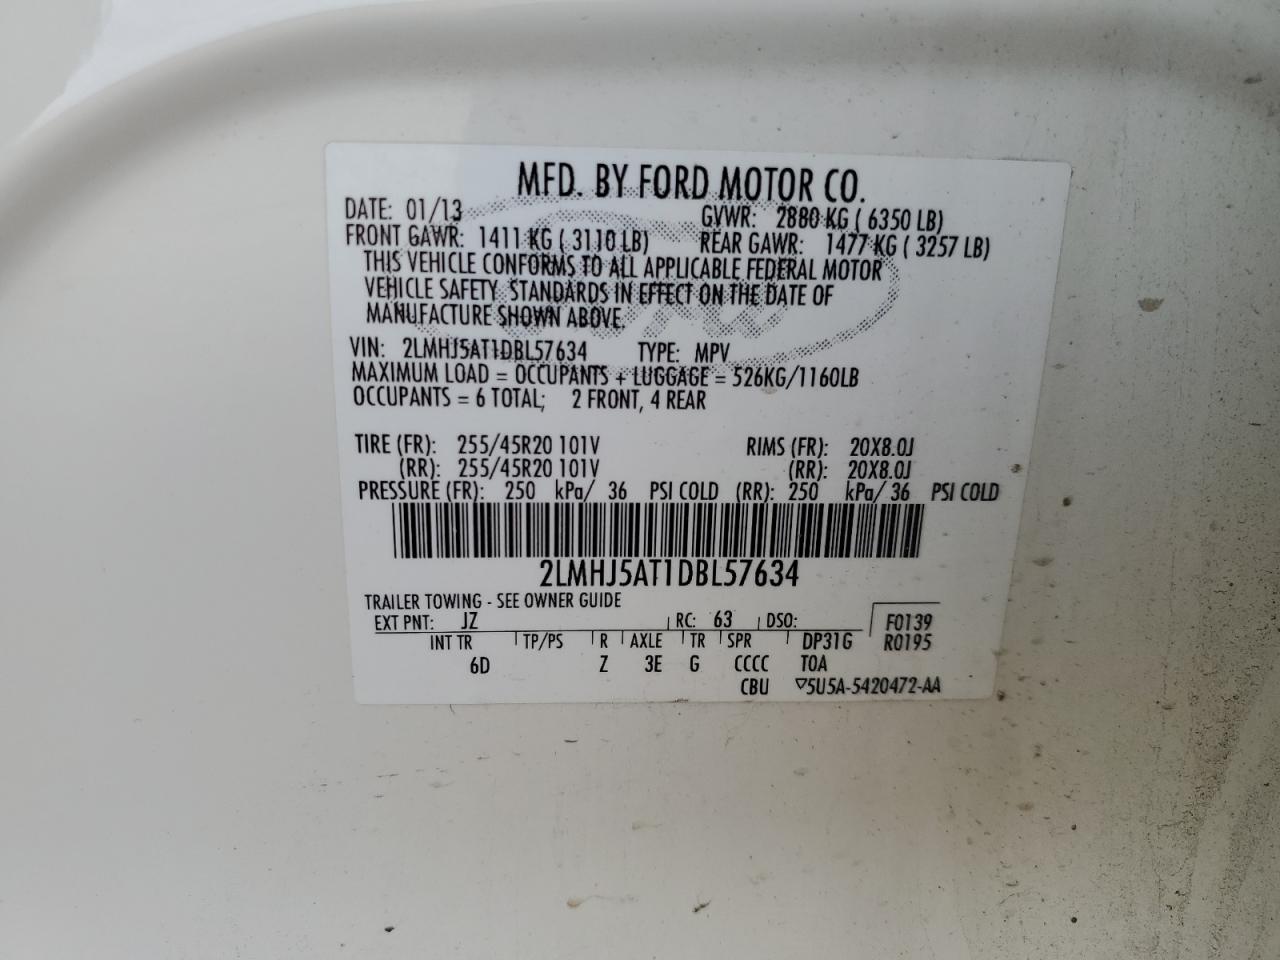 MFD. BY FORD MOTOR CO.
DATE: 01/13 GVWR: 2880 KG ( 6350 LB)
FRONT GAWR: 1411 KG ( 3110 LB) REAR GAWR: 1477 KG ( 3257 LB)
THIS VEHICLE CONFORMS TO ALL APPLICABLE FEDERAL MOTOR
VEHICLE SAFETY STANDARDS IN EFFECT ON THE DATE OF
MANUFACTURE SHOWN ABOVE.
VIN: 2LMHJ5AT1DBL57634 TYPE: MPV
MAXIMUM LOAD = OCCUPANTS + LUGGAGE = 526KG/1160LB
OCCUPANTS = 6 TOTAL; 2 FRONT, 4 REAR
TIRE (FR): 255/45R20 101V RIMS (FR): 20X8.0J
(RR): 255/45R20 101V (RR): 20X8.0J
PRESSURE (FR): 250 kPa/ 36 PSI COLD (RR): 250 kPa/ 36 PSI COLD
2LMHJ5AT1DBL57634
TRAILER TOWING - SEE OWNER GUIDE
EXT PNT: JZ RC: 63 DSO: F0139
INT TR TP/PS R AXLE TR SPR DP31G R0195
6D Z 3E G CCCC TOA
CBU ▽5U5A-5420472-AA